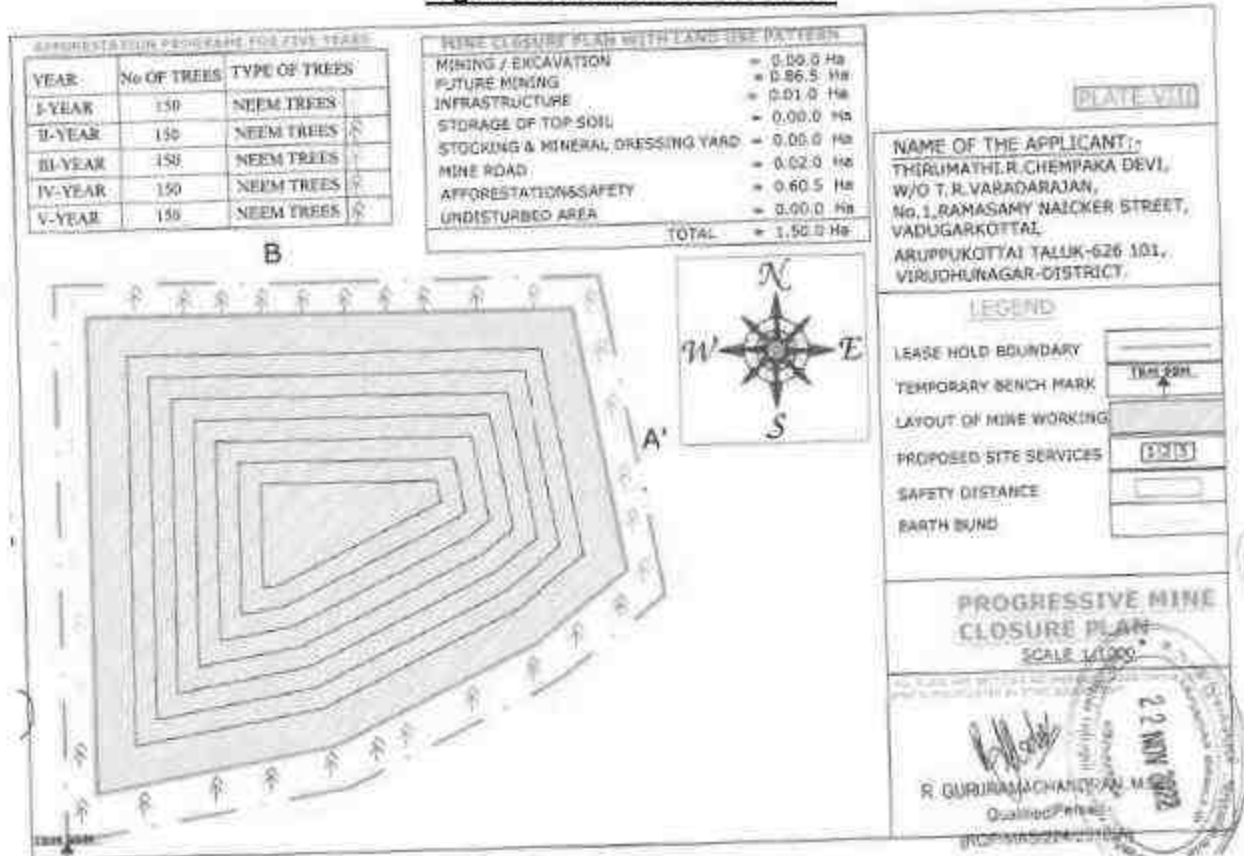 AFFORESTATION PROGRAME FOR FIVE YEARS
YEAR No OF TREES TYPE OF TREES
I-YEAR 150 NEEM TREES
II-YEAR 150 NEEM TREES
III-YEAR 150 NEEM TREES
IV-YEAR 150 NEEM TREES
V-YEAR 150 NEEM TREES
MINE CLOSURE PLAN WITH LAND USE PATTERN
MINING / EXCAVATION = 0.00.0 Ha
FUTURE MINING = 0.86.5 Ha
INFRASTRUCTURE = 0.01.0 Ha
STORAGE OF TOP SOIL = 0.00.0 Ha
STOCKING & MINERAL DRESSING YARD = 0.00.0 Ha
MINE ROAD = 0.02.0 Ha
AFFORESTATION&SAFETY = 0.60.5 Ha
UNDISTURBED AREA = 0.00.0 Ha
TOTAL = 1.50.0 Ha
PLATE VIII
NAME OF THE APPLICANT:-
THIRUMATHI.R.CHEMPAKA DEVI,
W/O T.R.VARADARAJAN,
No.1,RAMASAMY NAICKER STREET,
VADUGARKOTTAI,
ARUPPUKOTTAI TALUK-626 101,
VIRUDHUNAGAR-DISTRICT.
B
N
W E
S
A'
LEGEND
LEASE HOLD BOUNDARY
TEMPORARY BENCH MARK
LAYOUT OF MINE WORKING
PROPOSED SITE SERVICES 1 2 3
SAFETY DISTANCE
EARTH BUND
PROGRESSIVE MINE
CLOSURE PLAN
SCALE 1:1000
22 NOV 2022
R. GURURAMACHANDRAN, M.Sc
Qualified Person